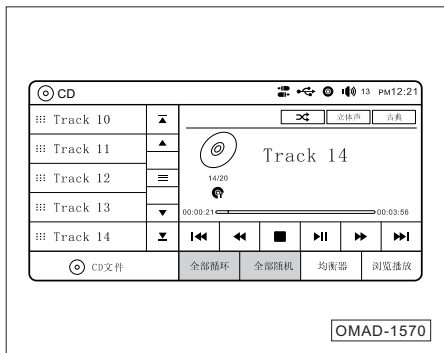 CD 13 PM12:21
Track 10
立体声 古典
Track 11
Track 14
Track 12
14/20
Track 13
00:00:21 00:03:56
Track 14
CD文件 全部循环 全部随机 均衡器 浏览播放
OMAD-1570